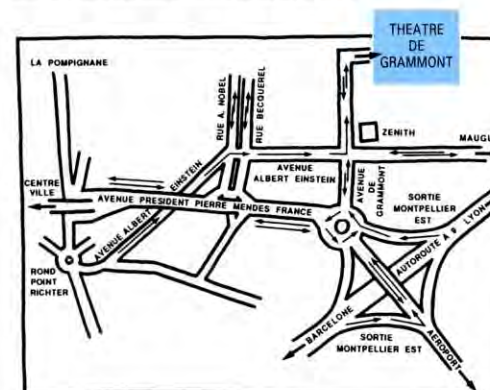 THEATRE
DE
GRAMMONT
LA POMPIGNANE
RUE A. NOBEL
RUE BECQUEREL
ZENITH
MAUGU
EINSTEIN
AVENUE
ALBERT EINSTEIN
AVENUE
DE
GRAMMONT
CENTRE
VILLE
AVENUE PRESIDENT PIERRE MENDES FRANCE
SORTIE
MONTPELLIER
EST
AVENUE ALBERT
AUTOROUTE A 9
LYON
ROND
POINT
RICHTER
BARCELONE
SORTIE
MONTPELLIER EST
AEROPORT